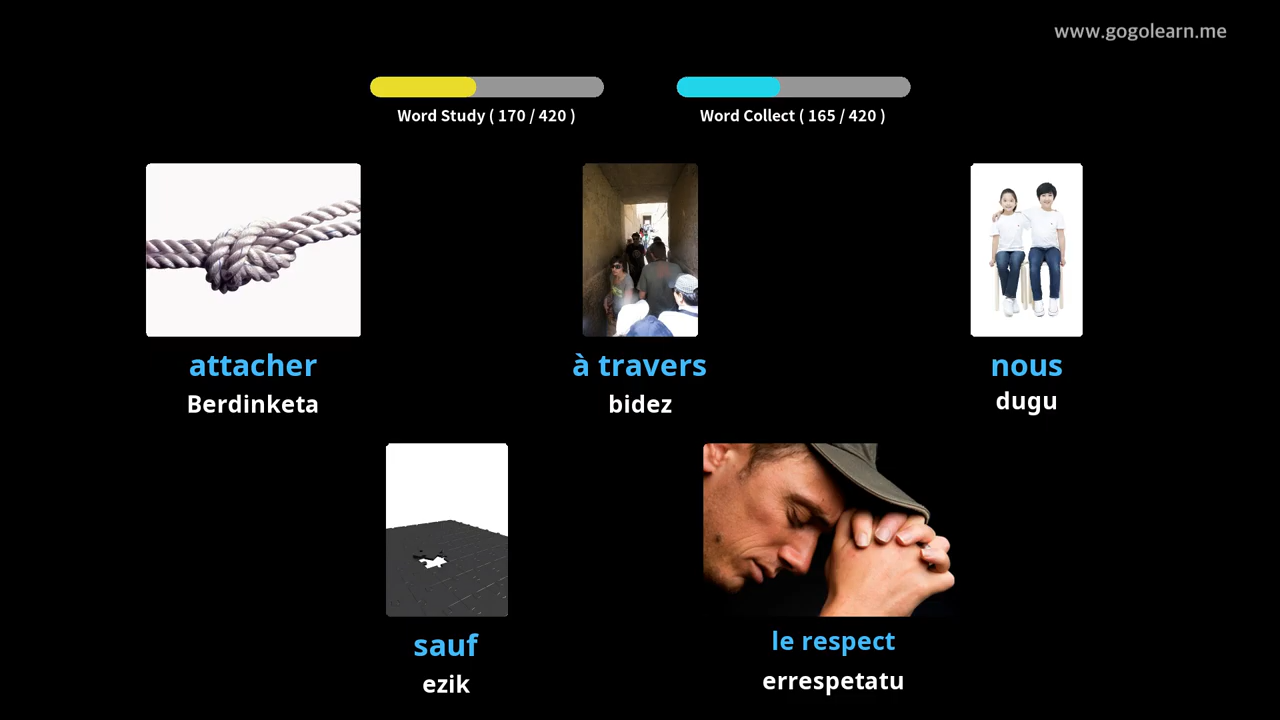 www.gogolearn.me
Word Study ( 170 / 420 )
Word Collect ( 165 / 420 )
attacher
Berdinketa
à travers
bidez
nous
dugu
sauf
ezik
le respect
errespetatu